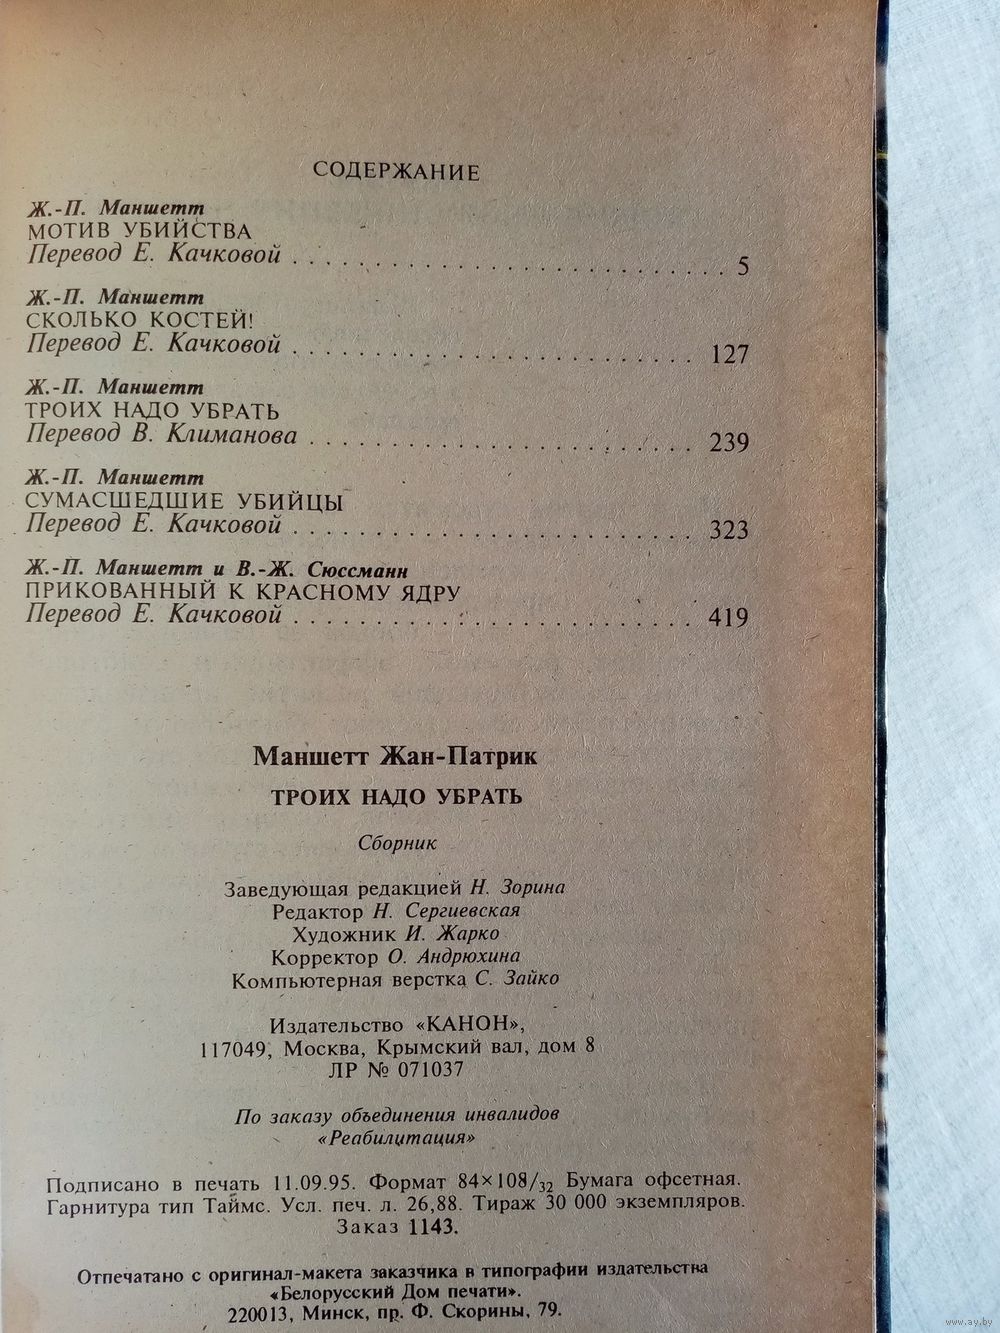 СОДЕРЖАНИЕ
Ж.-П. Маншетт
МОТИВ УБИЙСТВА
Перевод Е. Качковой . . . . . . . . . . . . . . . . . . . . . . . . . . . 5
Ж.-П. Маншетт
СКОЛЬКО КОСТЕЙ!
Перевод Е. Качковой . . . . . . . . . . . . . . . . . . . . . . . . . 127
Ж.-П. Маншетт
ТРОИХ НАДО УБРАТЬ
Перевод В. Климанова . . . . . . . . . . . . . . . . . . . . . . . . 239
Ж.-П. Маншетт
СУМАСШЕДШИЕ УБИЙЦЫ
Перевод Е. Качковой . . . . . . . . . . . . . . . . . . . . . . . . . 323
Ж.-П. Маншетт и В.-Ж. Сюссманн
ПРИКОВАННЫЙ К КРАСНОМУ ЯДРУ
Перевод Е. Качковой . . . . . . . . . . . . . . . . . . . . . . . . . 419
Маншетт Жан-Патрик
ТРОИХ НАДО УБРАТЬ
Сборник
Заведующая редакцией Н. Зорина
Редактор Н. Сергиевская
Художник И. Жарко
Корректор О. Андрюхина
Компьютерная верстка С. Зайко
Издательство «КАНОН»,
117049, Москва, Крымский вал, дом 8
ЛР № 071037
По заказу объединения инвалидов
«Реабилитация»
Подписано в печать 11.09.95. Формат 84×108/32 Бумага офсетная.
Гарнитура тип Таймс. Усл. печ. л. 26,88. Тираж 30 000 экземпляров.
Заказ 1143.
Отпечатано с оригинал-макета заказчика в типографии издательства
«Белорусский Дом печати».
220013, Минск, пр. Ф. Скорины, 79.
www.ay.by